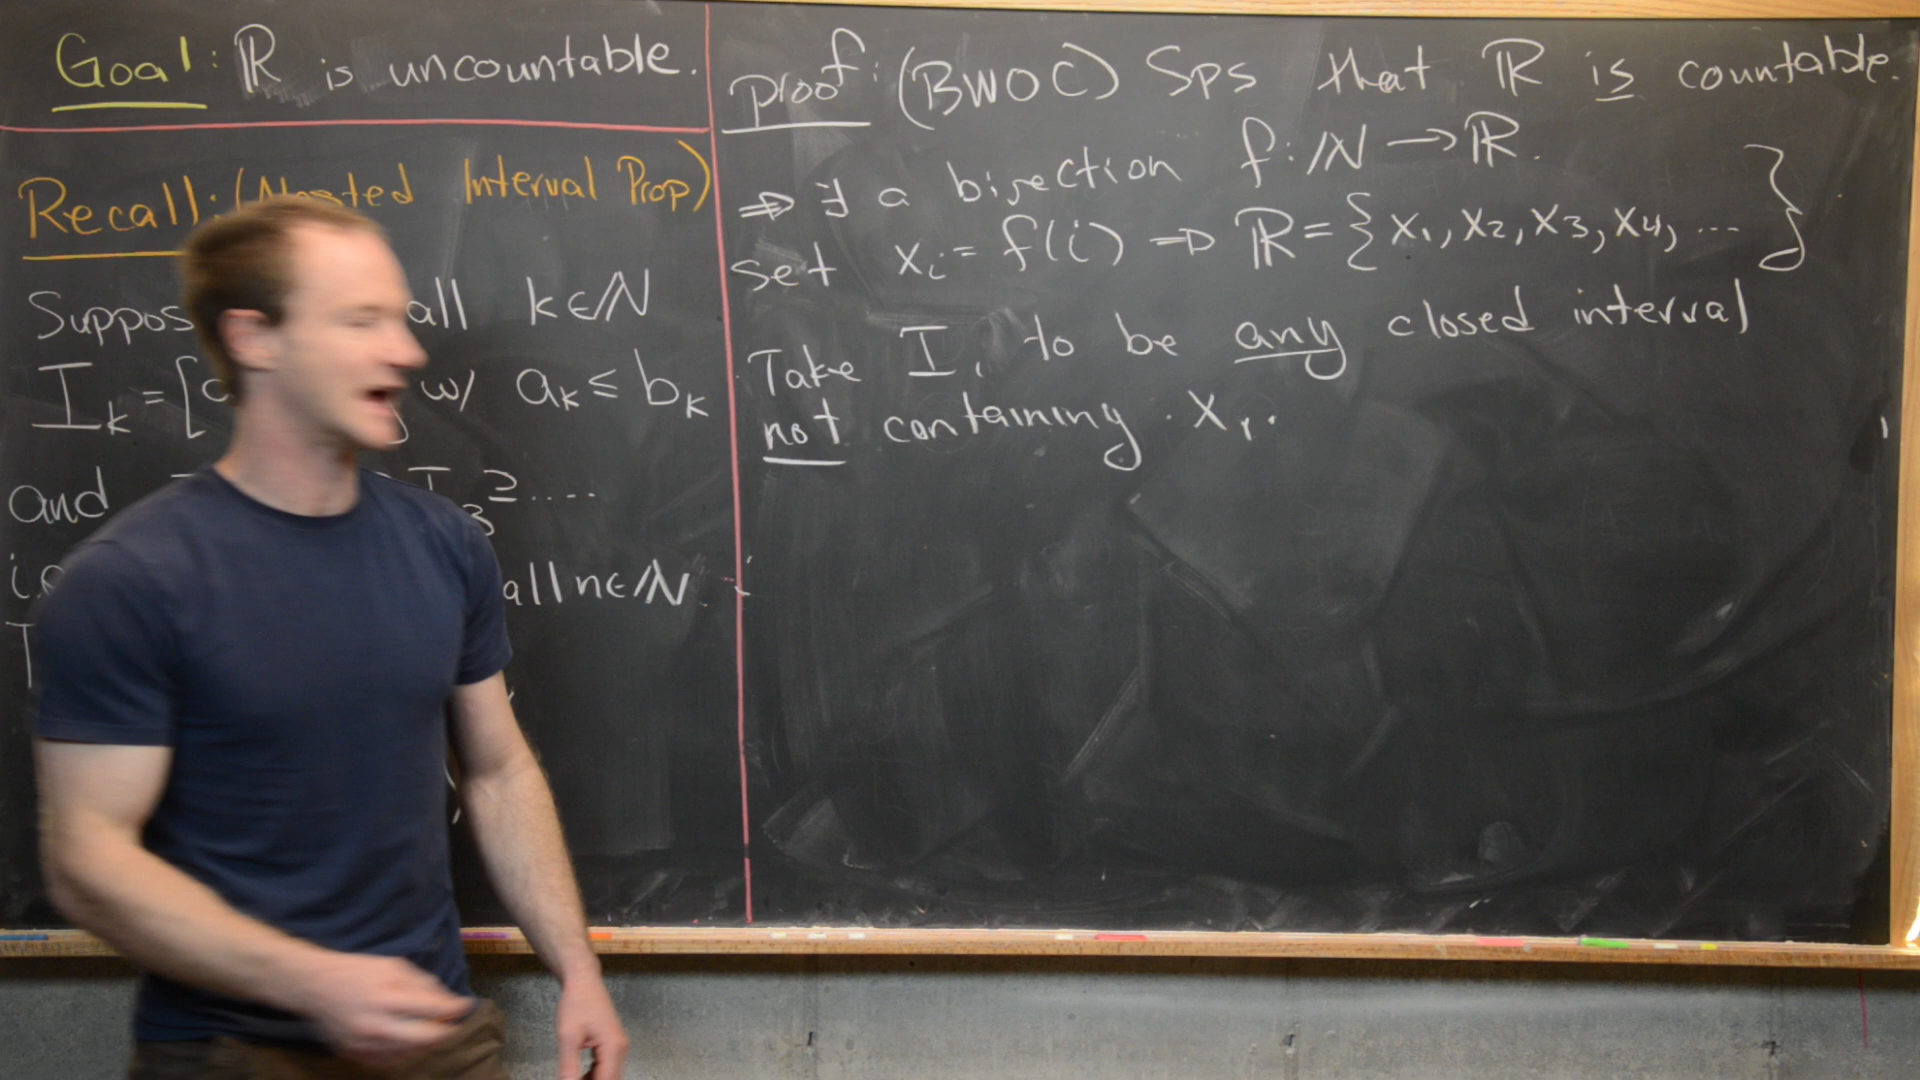 Goal: ℝ is uncountable.
Recall: (Nested Interval Prop)
Suppos all k∈ℕ
I_k = [a w/ a_k ≤ b_k
and I_3 ⊇ ....
i.e all n∈ℕ
Proof: (BWOC) Sps that ℝ is countable.
⇒ ∃ a bijection f: ℕ → ℝ.
set x_i = f(i) ⇒ ℝ = {x_1, x_2, x_3, x_4, ... }
Take I_1 to be any closed interval
not containing x_1.